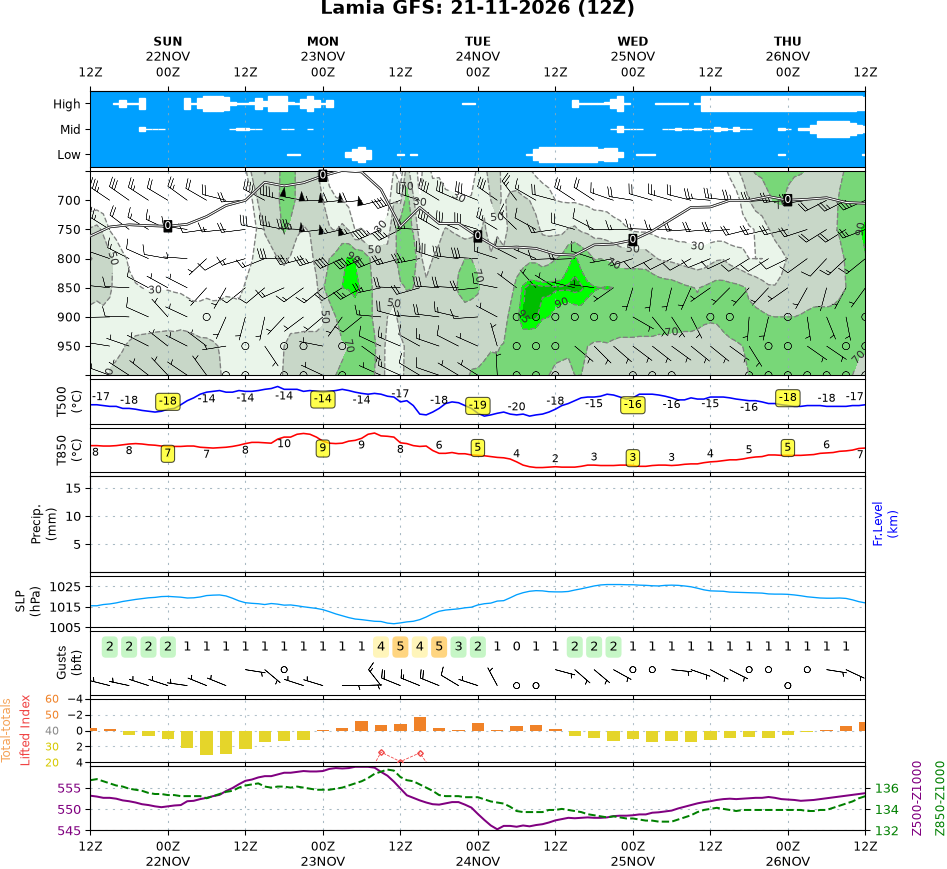 Lamia GFS: 21-11-2026 (12Z)
SUN MON TUE WED THU
22NOV 23NOV 24NOV 25NOV 26NOV
12Z 00Z 12Z 00Z 12Z 00Z 12Z 00Z 12Z 00Z 12Z
High
Mid
Low
700
750
800
850
900
950
0 0 0 0 0
30 50 70 90
T500
(°C)
-17 -18 -18 -14 -14 -14 -14 -17 -18 -19 -20 -18 -15 -16 -16 -15 -16 -18 -18 -17
T850
(°C)
8 8 7 7 8 10 9 9 8 6 5 4 2 3 3 3 4 5 5 6 7
Precip.
(mm)
15
10
5
Fr.Level
(km)
SLP
(hPa)
1025
1015
1005
Gusts
(bft)
2 2 2 2 1 1 1 1 1 1 1 1 1 1 4 5 4 5 3 2 1 0 1 1 2 2 2 1 1 1 1 1 1 1 1 1 1 1 1
Total-totals
Lifted Index
60 −4
50 −2
40 0
30 2
20 4
555
550
545
136
134
132
Z500-Z1000
Z850-Z1000
12Z 00Z 12Z 00Z 12Z 00Z 12Z 00Z 12Z 00Z 12Z
22NOV 23NOV 24NOV 25NOV 26NOV